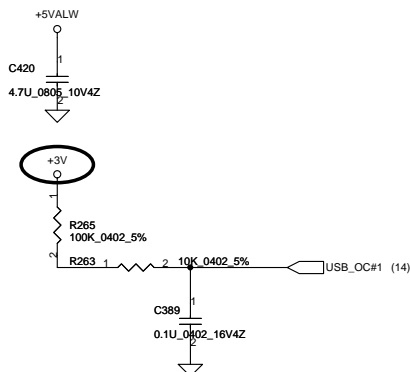 +5VALW
1
C420
4.7U_0805_10V4Z
2
+3V
1
R265
100K_0402_5%
2
R263
1
2
10K_0402_5%
USB_OC#1 (14)
1
C389
0.1U_0402_16V4Z
2